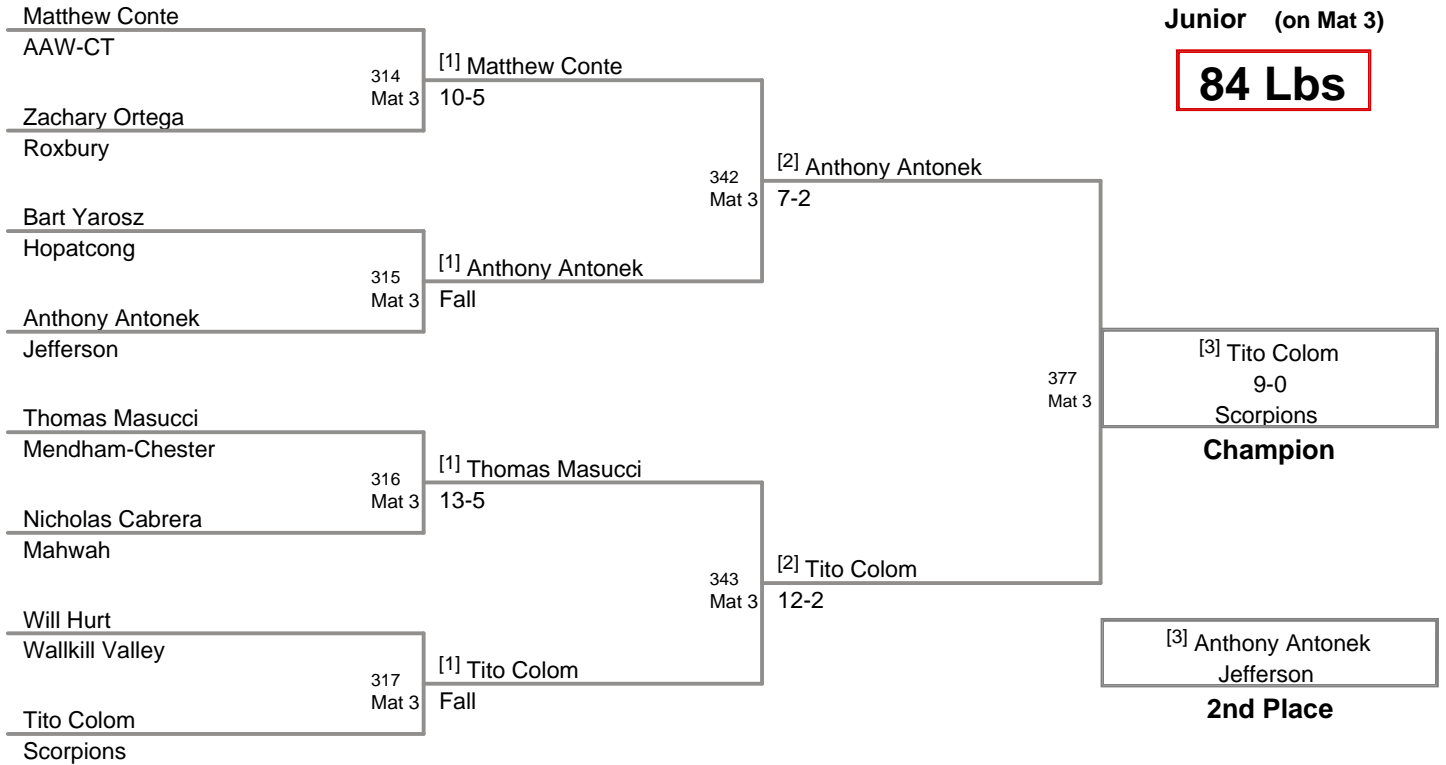 Matthew Conte
AAW-CT
314
Mat 3
[1] Matthew Conte
10-5
Zachary Ortega
Roxbury
Bart Yarosz
Hopatcong
315
Mat 3
[1] Anthony Antonek
Fall
Anthony Antonek
Jefferson
342
Mat 3
[2] Anthony Antonek
7-2
Thomas Masucci
Mendham-Chester
316
Mat 3
[1] Thomas Masucci
13-5
Nicholas Cabrera
Mahwah
Will Hurt
Wallkill Valley
317
Mat 3
[1] Tito Colom
Fall
Tito Colom
Scorpions
343
Mat 3
[2] Tito Colom
12-2
377
Mat 3
Junior (on Mat 3)
84 Lbs
[3] Tito Colom
9-0
Scorpions
Champion
[3] Anthony Antonek
Jefferson
2nd Place